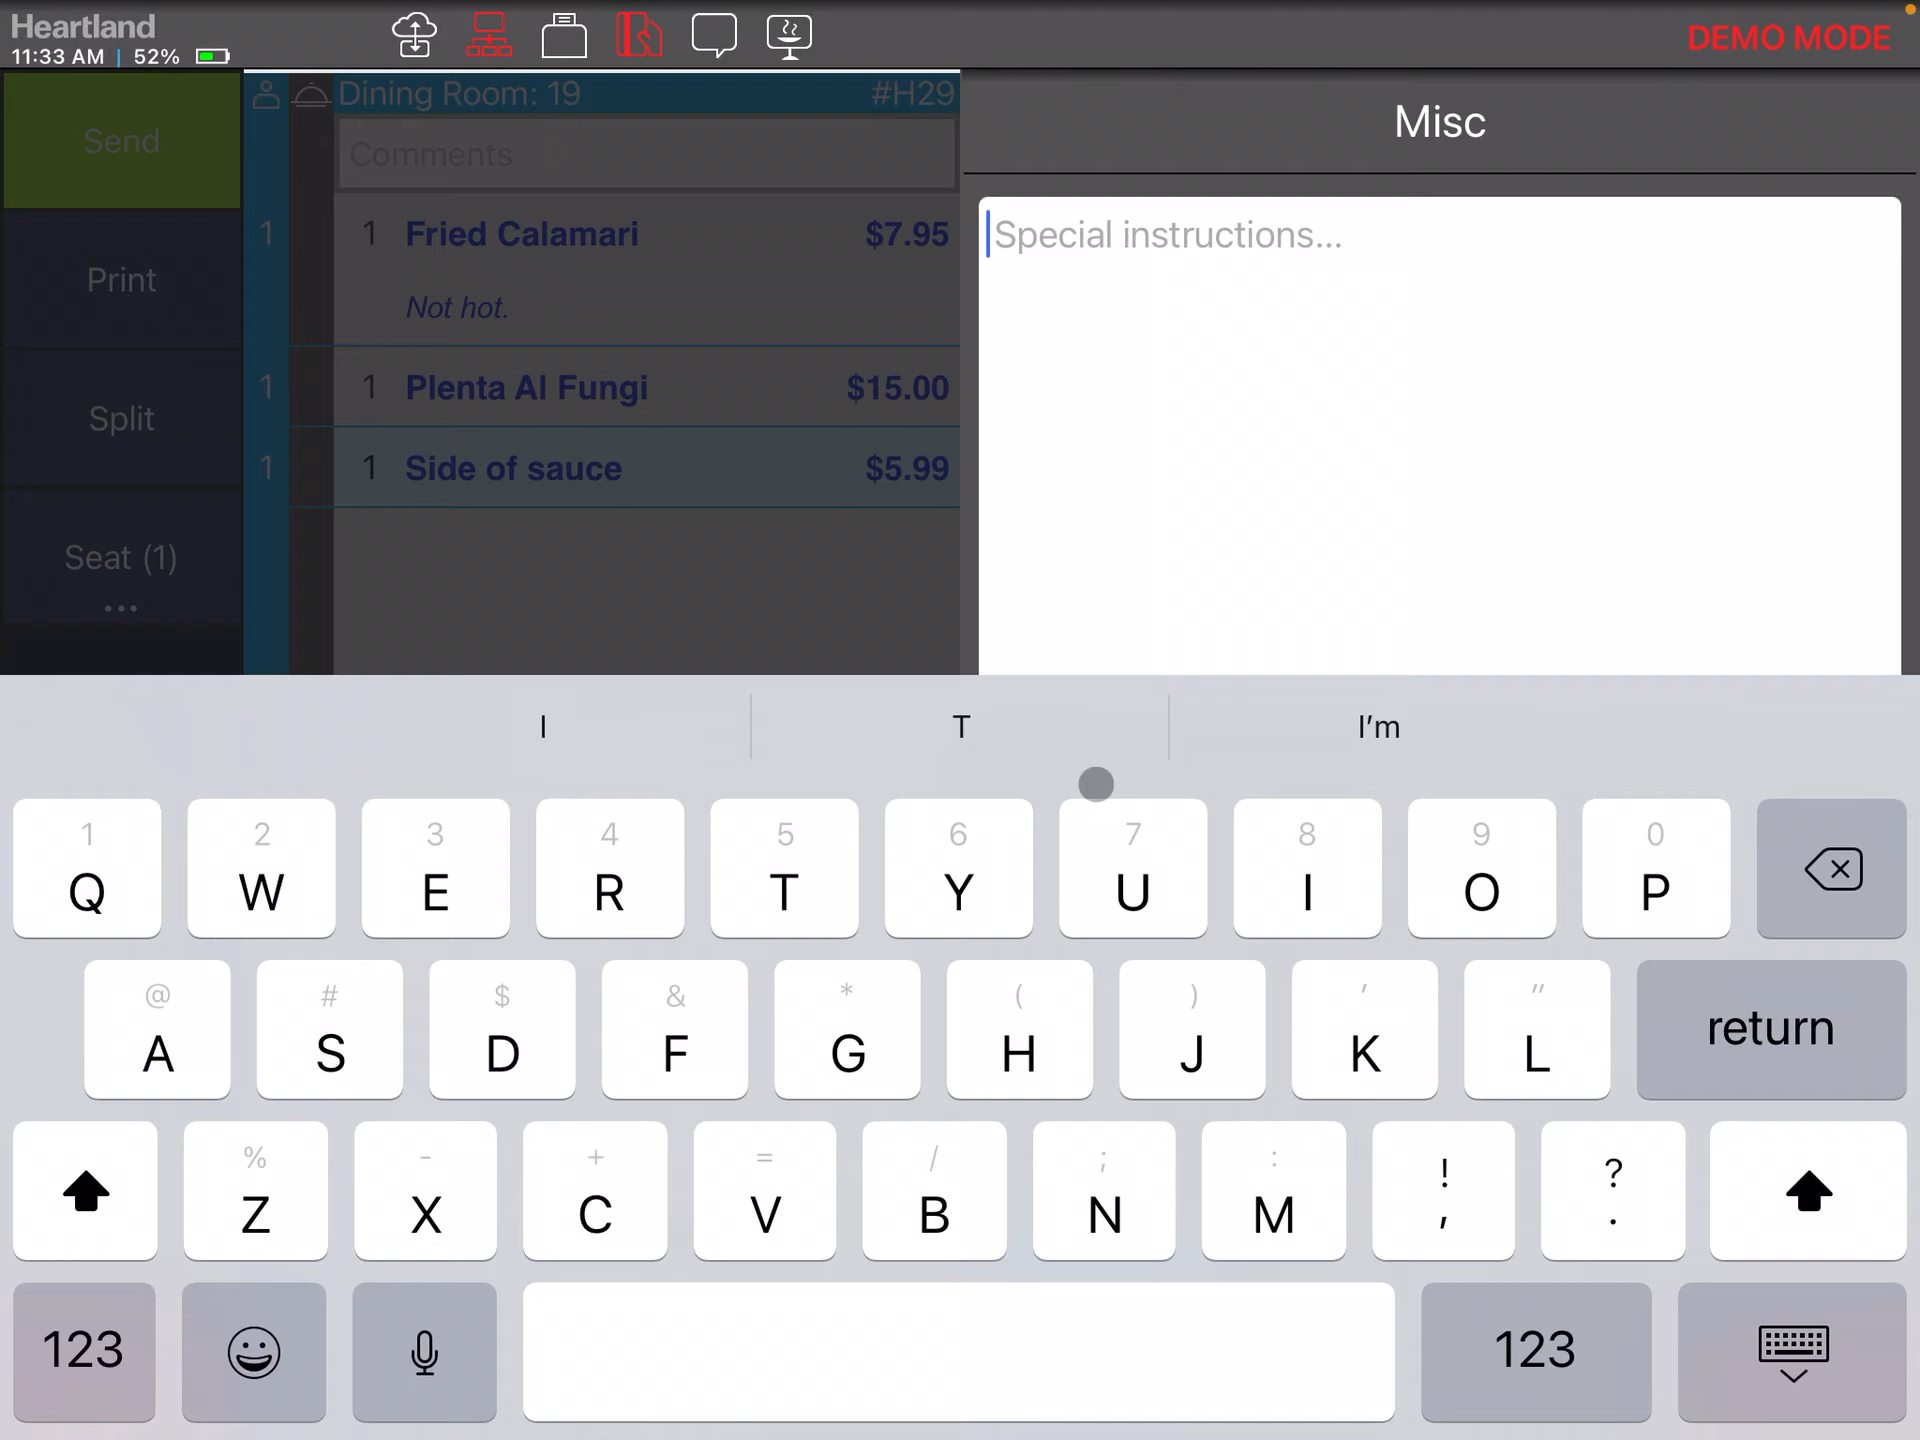 Heartland
11:33 AM | 52%
DEMO MODE
Send
Print
Split
Seat (1)
...
Dining Room: 19 #H29
Comments
1 1 Fried Calamari $7.95
Not hot.
1 1 Plenta Al Fungi $15.00
1 1 Side of sauce $5.99
Misc
Special instructions...
I T I'm
1 2 3 4 5 6 7 8 9 0
Q W E R T Y U I O P
@ # $ & * ( ) ' "
A S D F G H J K L return
% - + = / ; : ! ?
Z X C V B N M , .
123 123